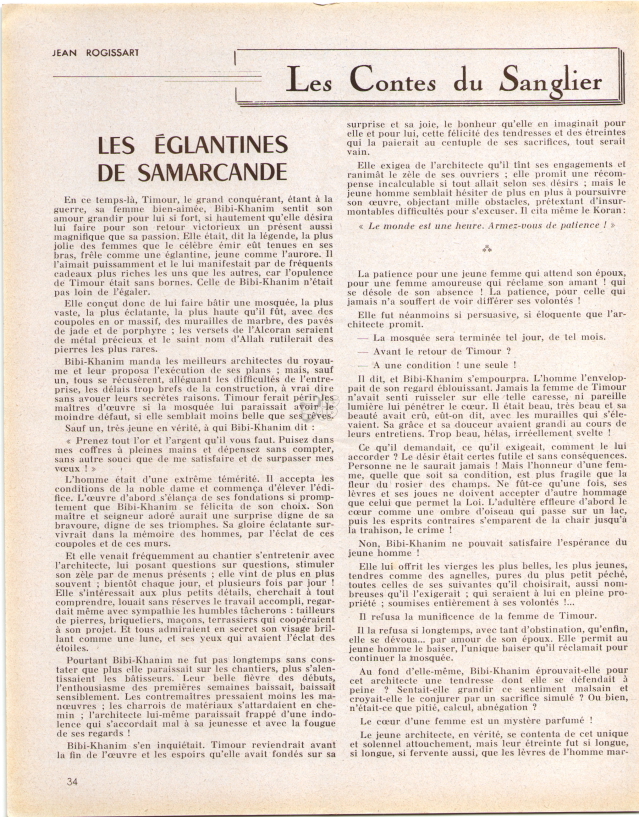 JEAN ROGISSART
Les Contes du Sanglier
LES ÉGLANTINES
DE SAMARCANDE
En ce temps-là, Timour, le grand conquérant, étant à la
guerre, sa femme bien-aimée, Bibi-Khanim sentit son
amour grandir pour lui si fort, si hautement qu'elle désira
lui faire pour son retour victorieux un présent aussi
magnifique que sa passion. Elle était, dit la légende, la plus
jolie des femmes que le célèbre émir eût tenues en ses
bras, frêle comme une églantine, jeune comme l'aurore. Il
l'aimait puissamment et le lui manifestait par de fréquents
cadeaux plus riches les uns que les autres, car l'opulence
de Timour était sans bornes. Celle de Bibi-Khanim n'était
pas loin de l'égaler.
Elle conçut donc de lui faire bâtir une mosquée, la plus
vaste, la plus éclatante, la plus haute qu'il fût, avec des
coupoles en or massif, des murailles de marbre, des pavés
de jade et de porphyre ; les versets de l'Alcoran seraient
de métal précieux et le saint nom d'Allah rutilerait des
pierres les plus rares.
Bibi-Khanim manda les meilleurs architectes du royau-
me et leur proposa l'exécution de ses plans ; mais, sauf
un, tous se récusèrent, alléguant les difficultés de l'entre-
prise, les délais trop brefs de la construction, à vrai dire
sans avouer leurs secrètes raisons. Timour ferait périr les
maîtres d'œuvre si la mosquée lui paraissait avoir le
moindre défaut, si elle semblait moins belle que ses rêves.
Sauf un, très jeune en vérité, à qui Bibi-Khanim dit :
« Prenez tout l'or et l'argent qu'il vous faut. Puisez dans
mes coffres à pleines mains et dépensez sans compter,
sans autre souci que de me satisfaire et de surpasser mes
vœux ! »
L'homme était d'une extrême témérité. Il accepta les
conditions de la noble dame et commença d'élever l'édi-
fice. L'œuvre d'abord s'élança de ses fondations si promp-
tement que Bibi-Khanim se félicita de son choix. Son
maître et seigneur adoré aurait une surprise digne de sa
bravoure, digne de ses triomphes. Sa gloire éclatante sur-
vivrait dans la mémoire des hommes, par l'éclat de ces
coupoles et de ces murs.
Et elle venait fréquemment au chantier s'entretenir avec
l'architecte, lui posant questions sur questions, stimuler
son zèle par de menus présents ; elle vint de plus en plus
souvent ; bientôt chaque jour, et plusieurs fois par jour !
Elle s'intéressait aux plus petits détails, cherchait à tout
comprendre, louait sans réserves le travail accompli, regar-
dait même avec sympathie les humbles tâcherons : tailleurs
de pierres, briquetiers, maçons, terrassiers qui coopéraient
à son projet. Et tous admiraient en secret son visage bril-
lant comme une lune, et ses yeux qui avaient l'éclat des
étoiles.
Pourtant Bibi-Khanim ne fut pas longtemps sans cons-
tater que plus elle paraissait sur les chantiers, plus s'alen-
tissaient les bâtisseurs. Leur belle fièvre des débuts,
l'enthousiasme des premières semaines baissait, baissait
sensiblement. Les contremaîtres pressaient moins les ma-
nœuvres ; les charrois de matériaux s'attardaient en che-
min ; l'architecte lui-même paraissait frappé d'une indo-
lence qui s'accordait mal à sa jeunesse et avec la fougue
de ses regards !
Bibi-Khanim s'en inquiétait. Timour reviendrait avant
la fin de l'œuvre et les espoirs qu'elle avait fondés sur sa
surprise et sa joie, le bonheur qu'elle en imaginait pour
elle et pour lui, cette félicité des tendresses et des étreintes
qui la paierait au centuple de ses sacrifices, tout serait
vain.
Elle exigea de l'architecte qu'il tînt ses engagements et
ranimât le zèle de ses ouvriers ; elle promit une récom-
pense incalculable si tout allait selon ses désirs ; mais le
jeune homme semblait hésiter de plus en plus à poursuivre
son œuvre, objectant mille obstacles, prétextant d'insur-
montables difficultés pour s'excuser. Il cita même le Koran :
« Le monde est une heure. Armez-vous de patience ! »
⁂
La patience pour une jeune femme qui attend son époux,
pour une femme amoureuse qui réclame son amant ! qui
se désole de son absence ! La patience, pour celle qui
jamais n'a souffert de voir différer ses volontés !
Elle fut néanmoins si persuasive, si éloquente que l'ar-
chitecte promit.
— La mosquée sera terminée tel jour, de tel mois.
— Avant le retour de Timour ?
— A une condition ! une seule !
Il dit, et Bibi-Khanim s'empourpra. L'homme l'envelop-
pait de son regard éblouissant. Jamais la femme de Timour
n'avait senti ruisseler sur elle telle caresse, ni pareille
lumière lui pénétrer le cœur. Il était beau, très beau et sa
beauté avait crû, eût-on dit, avec les murailles qui s'éle-
vaient. Sa grâce et sa douceur avaient grandi au cours de
leurs entretiens. Trop beau, hélas, irréellement svelte !
Ce qu'il demandait, ce qu'il exigeait, comment le lui
accorder ? Le désir était certes futile et sans conséquences.
Personne ne le saurait jamais ! Mais l'honneur d'une fem-
me, quelle que soit sa condition, est plus fragile que la
fleur du rosier des champs. Ne fût-ce qu'une fois, ses
lèvres et ses joues ne doivent accepter d'autre hommage
que celui que permet la Loi. L'adultère effleure d'abord le
cœur comme une ombre d'oiseau qui passe sur un lac,
puis les esprits contraires s'emparent de la chair jusqu'à
la trahison, le crime !
Non, Bibi-Khanim ne pouvait satisfaire l'espérance du
jeune homme !
Elle lui offrit les vierges les plus belles, les plus jeunes,
tendres comme des agnelles, pures du plus petit péché,
toutes celles de ses suivantes qu'il choisirait, aussi nom-
breuses qu'il l'exigerait ; qui seraient à lui en pleine pro-
priété ; soumises entièrement à ses volontés !...
Il refusa la munificence de la femme de Timour.
Il la refusa si longtemps, avec tant d'obstination, qu'enfin,
elle se dévoua... par amour de son époux. Elle permit au
jeune homme le baiser, l'unique baiser qu'il réclamait pour
continuer la mosquée.
Au fond d'elle-même, Bibi-Khanim éprouvait-elle pour
cet architecte une tendresse dont elle se défendait à
peine ? Sentait-elle grandir ce sentiment malsain et
croyait-elle le conjurer par un sacrifice simulé ? Ou bien,
n'était-ce que pitié, calcul, abnégation ?
Le cœur d'une femme est un mystère parfumé !
Le jeune architecte, en vérité, se contenta de cet unique
et solennel attouchement, mais leur étreinte fut si longue,
si longue, si fervente aussi, que les lèvres de l'homme mar-
34